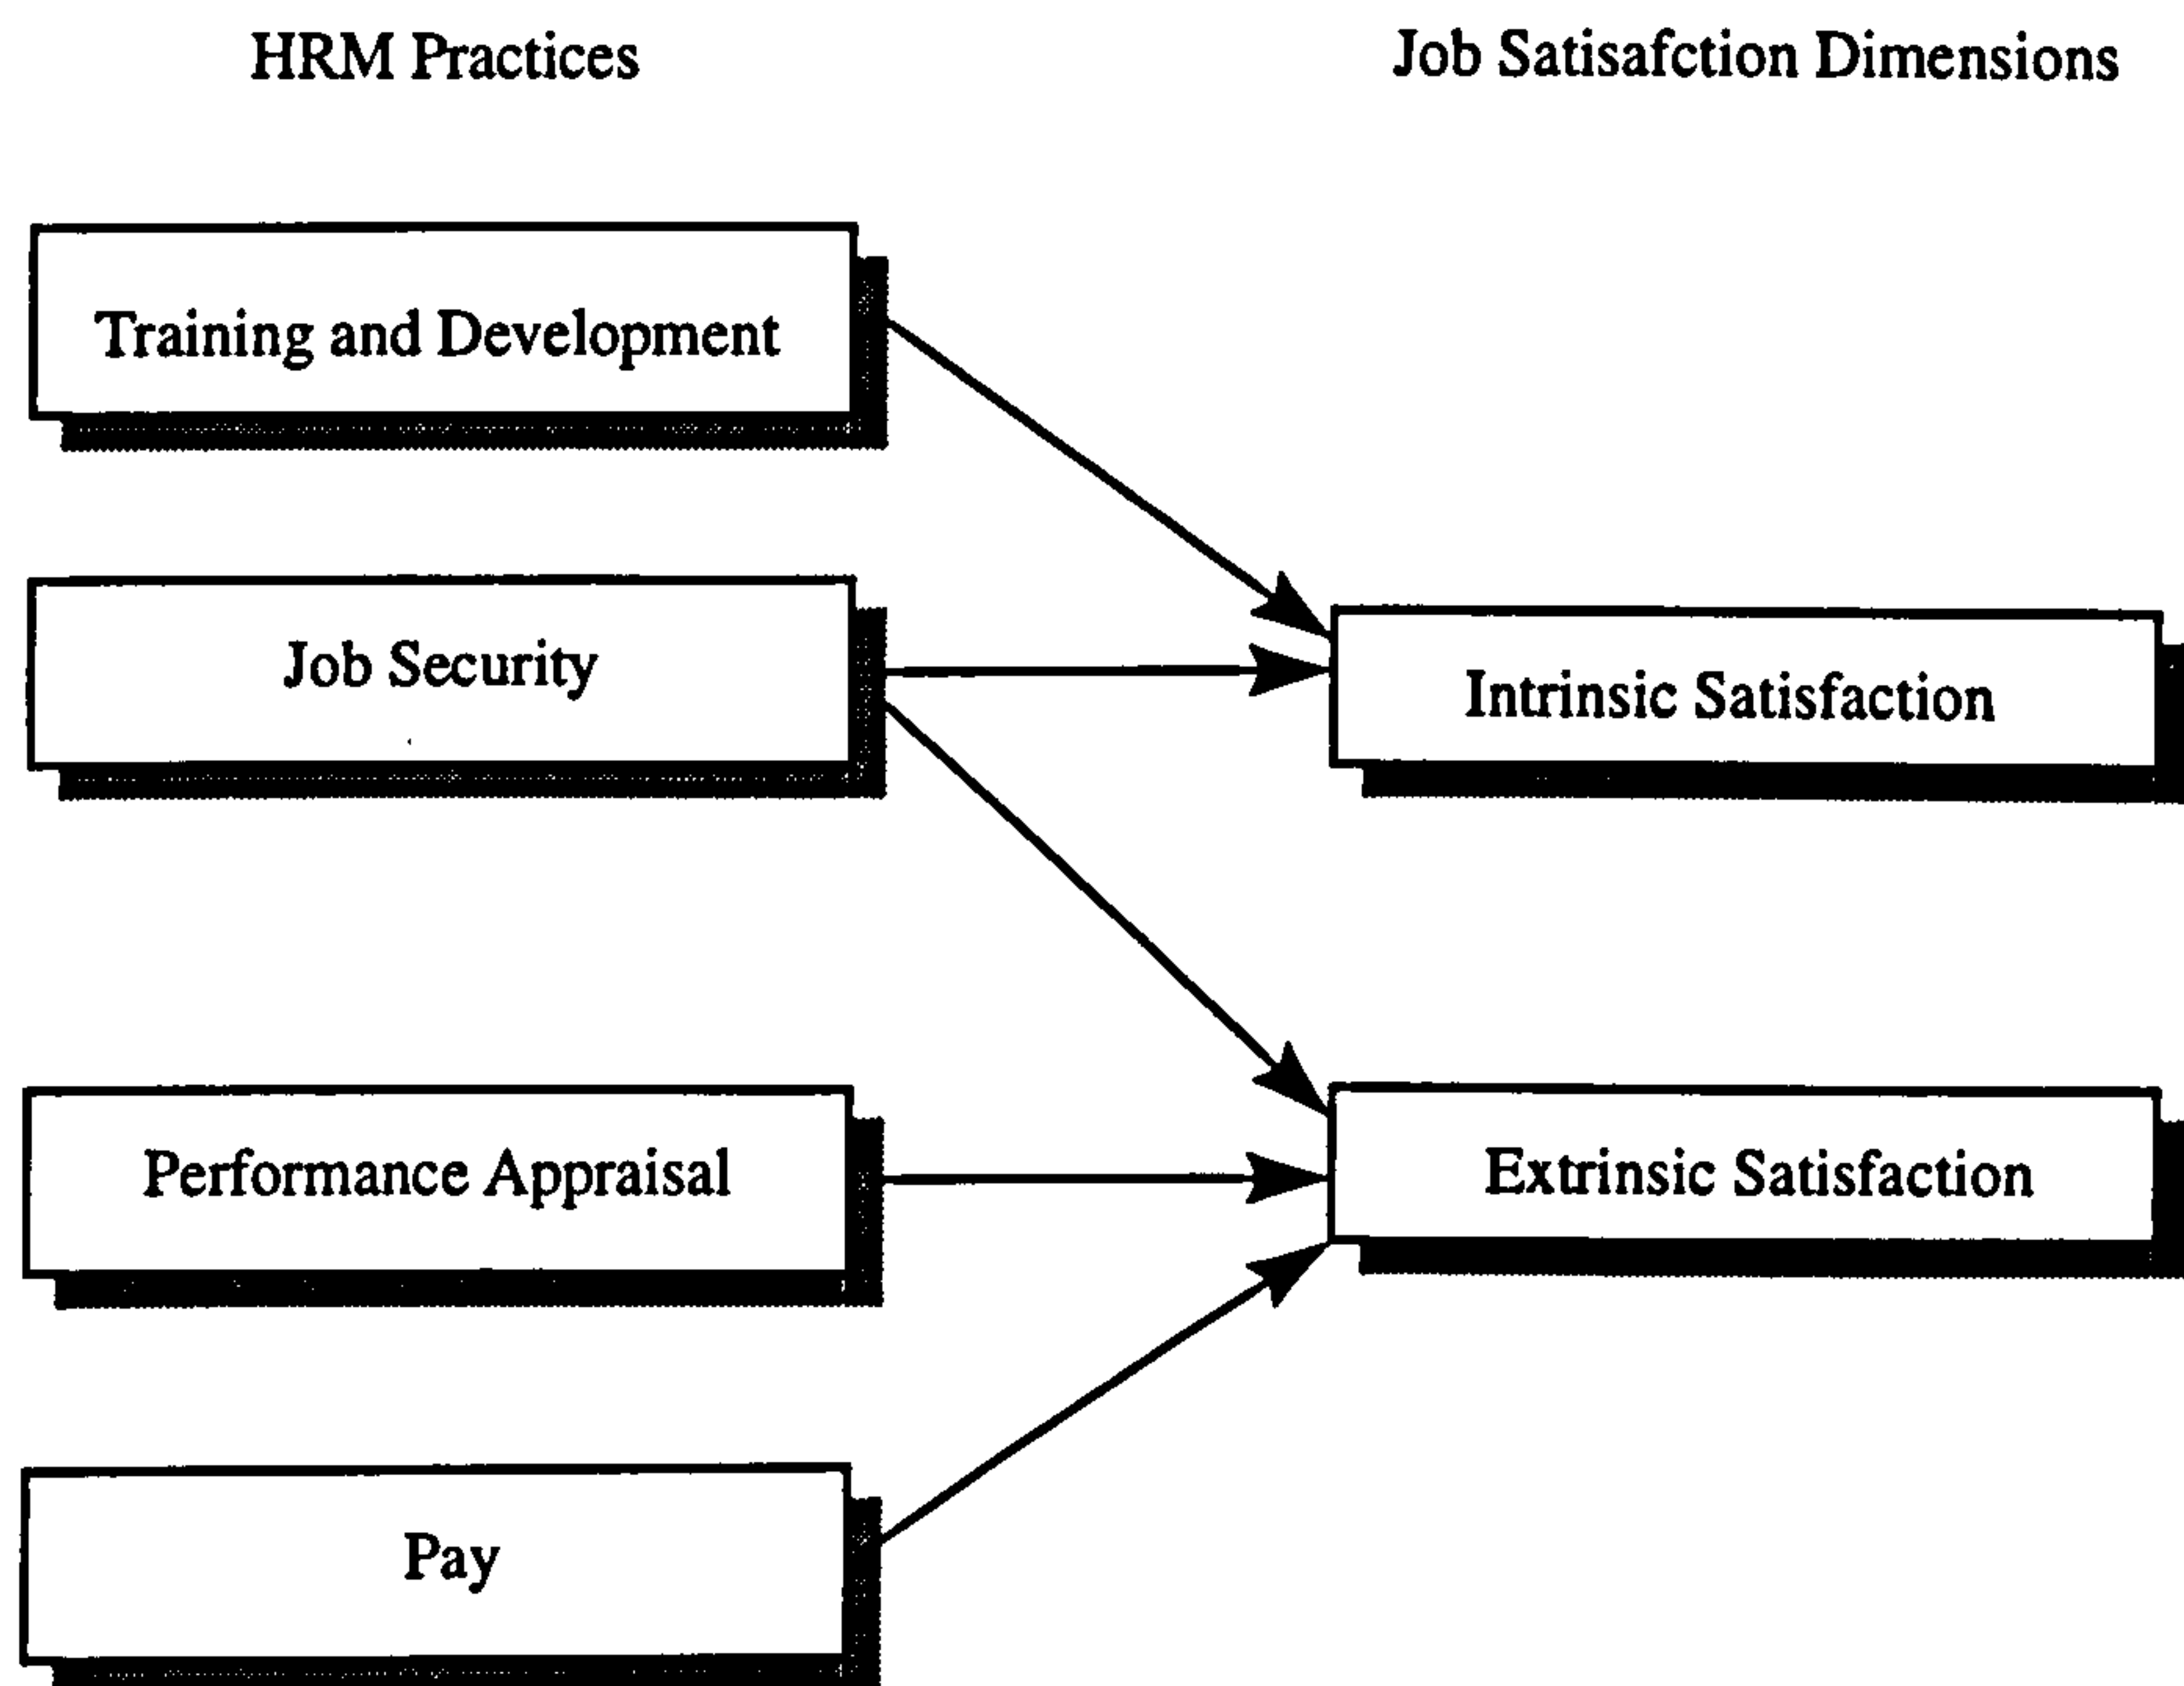 HRM Practices
Job Satisafction Dimensions
Training and Development
Job Security
Intrinsic Satisfaction
Performance Appraisal
Extrinsic Satisfaction
Pay